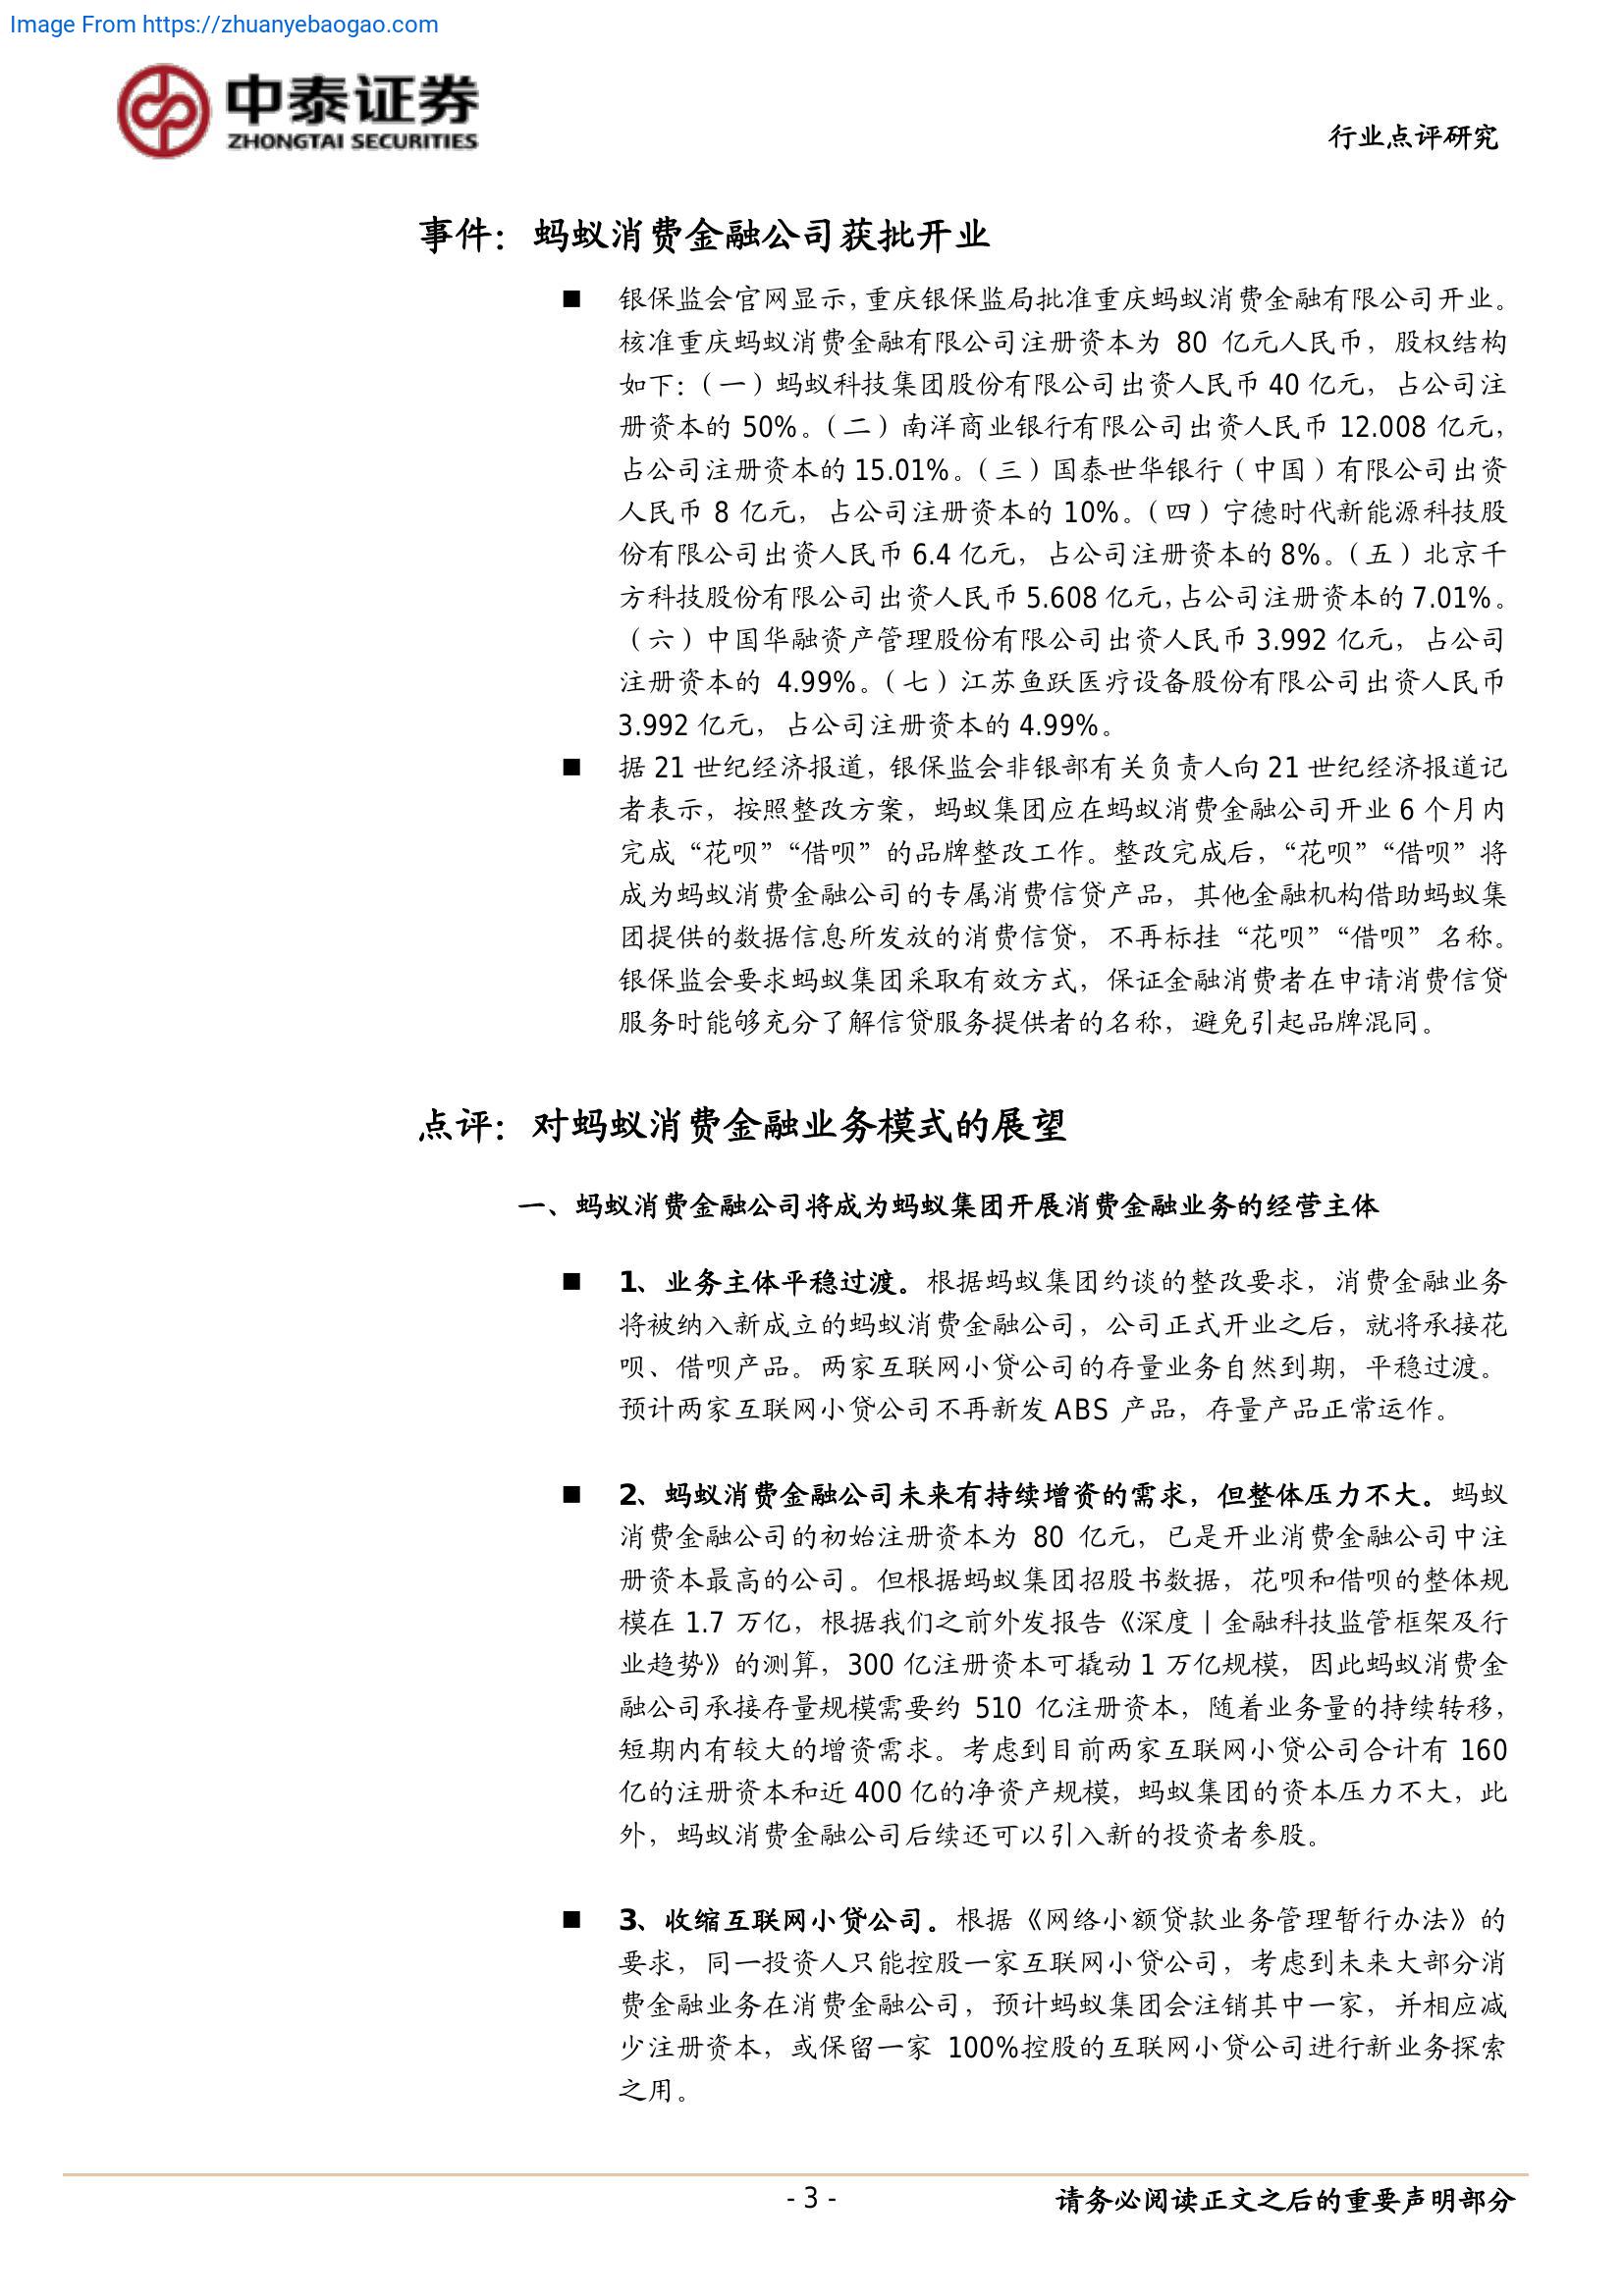 Image From https://zhuanyebaogao.com
中泰证券
ZHONGTAI SECURITIES
行业点评研究
事件：蚂蚁消费金融公司获批开业
■ 银保监会官网显示，重庆银保监局批准重庆蚂蚁消费金融有限公司开业。
核准重庆蚂蚁消费金融有限公司注册资本为 80 亿元人民币，股权结构
如下：（一）蚂蚁科技集团股份有限公司出资人民币 40 亿元，占公司注
册资本的 50%。（二）南洋商业银行有限公司出资人民币 12.008 亿元，
占公司注册资本的 15.01%。（三）国泰世华银行（中国）有限公司出资
人民币 8 亿元，占公司注册资本的 10%。（四）宁德时代新能源科技股
份有限公司出资人民币 6.4 亿元，占公司注册资本的 8%。（五）北京千
方科技股份有限公司出资人民币 5.608 亿元，占公司注册资本的 7.01%。
（六）中国华融资产管理股份有限公司出资人民币 3.992 亿元，占公司
注册资本的 4.99%。（七）江苏鱼跃医疗设备股份有限公司出资人民币
3.992 亿元，占公司注册资本的 4.99%。
■ 据 21 世纪经济报道，银保监会非银部有关负责人向 21 世纪经济报道记
者表示，按照整改方案，蚂蚁集团应在蚂蚁消费金融公司开业 6 个月内
完成“花呗”“借呗”的品牌整改工作。整改完成后，“花呗”“借呗”将
成为蚂蚁消费金融公司的专属消费信贷产品，其他金融机构借助蚂蚁集
团提供的数据信息所发放的消费信贷，不再标挂“花呗”“借呗”名称。
银保监会要求蚂蚁集团采取有效方式，保证金融消费者在申请消费信贷
服务时能够充分了解信贷服务提供者的名称，避免引起品牌混同。
点评：对蚂蚁消费金融业务模式的展望
一、蚂蚁消费金融公司将成为蚂蚁集团开展消费金融业务的经营主体
■ 1、业务主体平稳过渡。根据蚂蚁集团约谈的整改要求，消费金融业务
将被纳入新成立的蚂蚁消费金融公司，公司正式开业之后，就将承接花
呗、借呗产品。两家互联网小贷公司的存量业务自然到期，平稳过渡。
预计两家互联网小贷公司不再新发 ABS 产品，存量产品正常运作。
■ 2、蚂蚁消费金融公司未来有持续增资的需求，但整体压力不大。蚂蚁
消费金融公司的初始注册资本为 80 亿元，已是开业消费金融公司中注
册资本最高的公司。但根据蚂蚁集团招股书数据，花呗和借呗的整体规
模在 1.7 万亿，根据我们之前外发报告《深度丨金融科技监管框架及行
业趋势》的测算，300 亿注册资本可撬动 1 万亿规模，因此蚂蚁消费金
融公司承接存量规模需要约 510 亿注册资本，随着业务量的持续转移，
短期内有较大的增资需求。考虑到目前两家互联网小贷公司合计有 160
亿的注册资本和近 400 亿的净资产规模，蚂蚁集团的资本压力不大，此
外，蚂蚁消费金融公司后续还可以引入新的投资者参股。
■ 3、收缩互联网小贷公司。根据《网络小额贷款业务管理暂行办法》的
要求，同一投资人只能控股一家互联网小贷公司，考虑到未来大部分消
费金融业务在消费金融公司，预计蚂蚁集团会注销其中一家，并相应减
少注册资本，或保留一家 100%控股的互联网小贷公司进行新业务探索
之用。
- 3 -
请务必阅读正文之后的重要声明部分